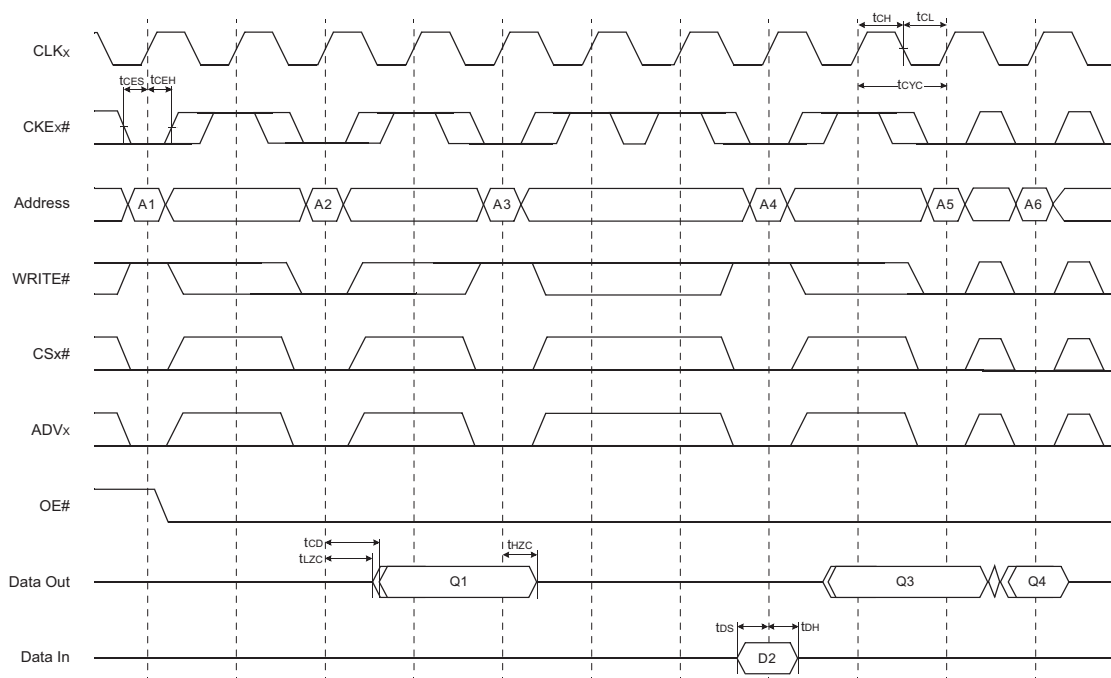 tCH tCL
CLKx
tCES tCEH
tCYC
CKEx#
Address A1 A2 A3 A4 A5 A6
WRITE#
CSx#
ADVx
OE#
tCD
tLZC tHZC
Data Out Q1 Q3 Q4
tDS tDH
Data In D2